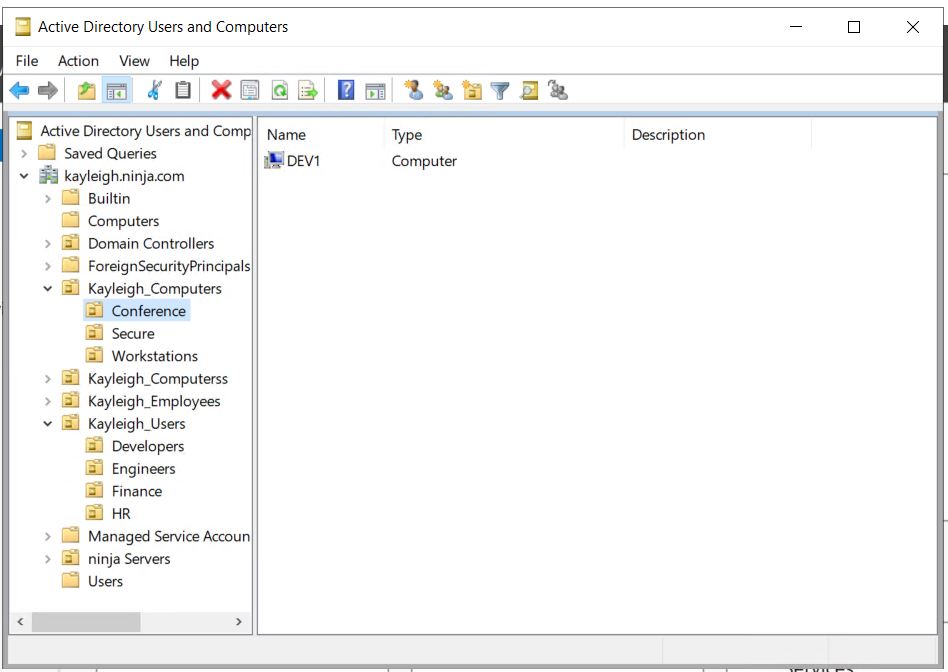 Active Directory Users and Computers
File Action View Help
Active Directory Users and Comp
Saved Queries
kayleigh.ninja.com
Builtin
Computers
Domain Controllers
ForeignSecurityPrincipals
Kayleigh_Computers
Conference
Secure
Workstations
Kayleigh_Computerss
Kayleigh_Employees
Kayleigh_Users
Developers
Engineers
Finance
HR
Managed Service Accoun
ninja Servers
Users
Name Type Description
DEV1 Computer